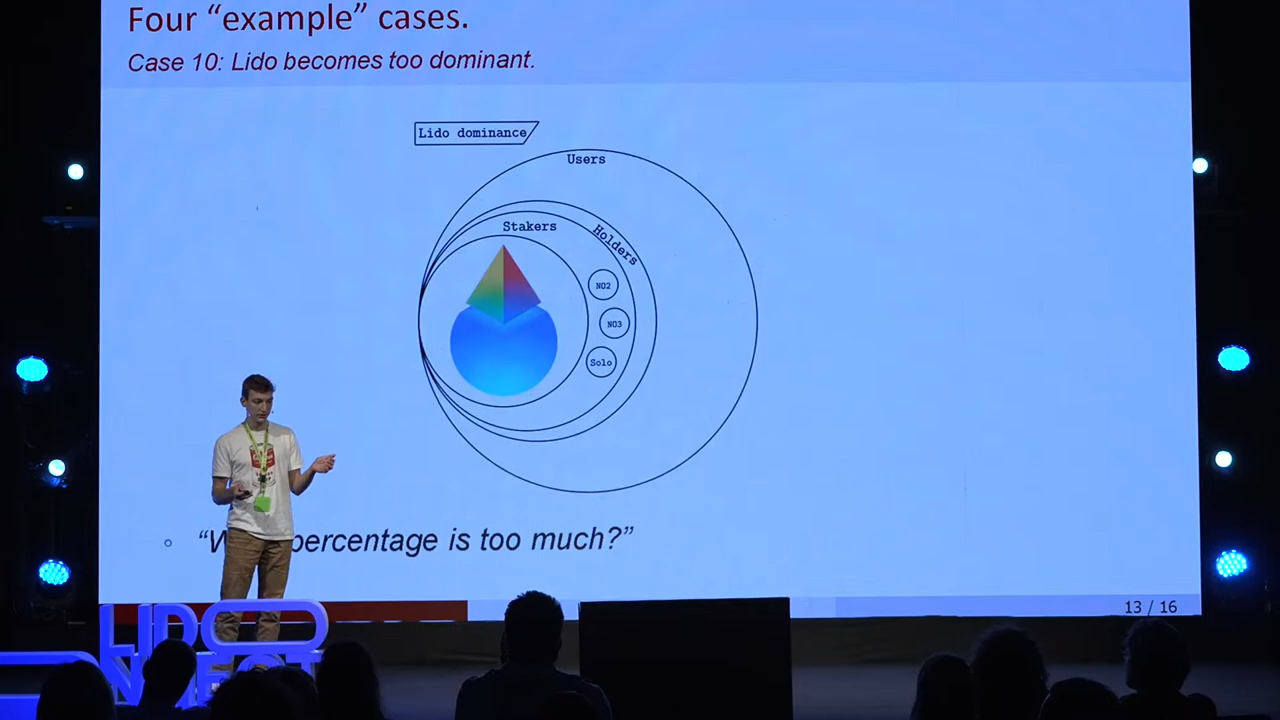 Four “example” cases.
Case 10: Lido becomes too dominant.
Lido dominance
Users
Stakers
Holders
NO2
NO3
Solo
percentage is too much?”
13 / 16
LIDO